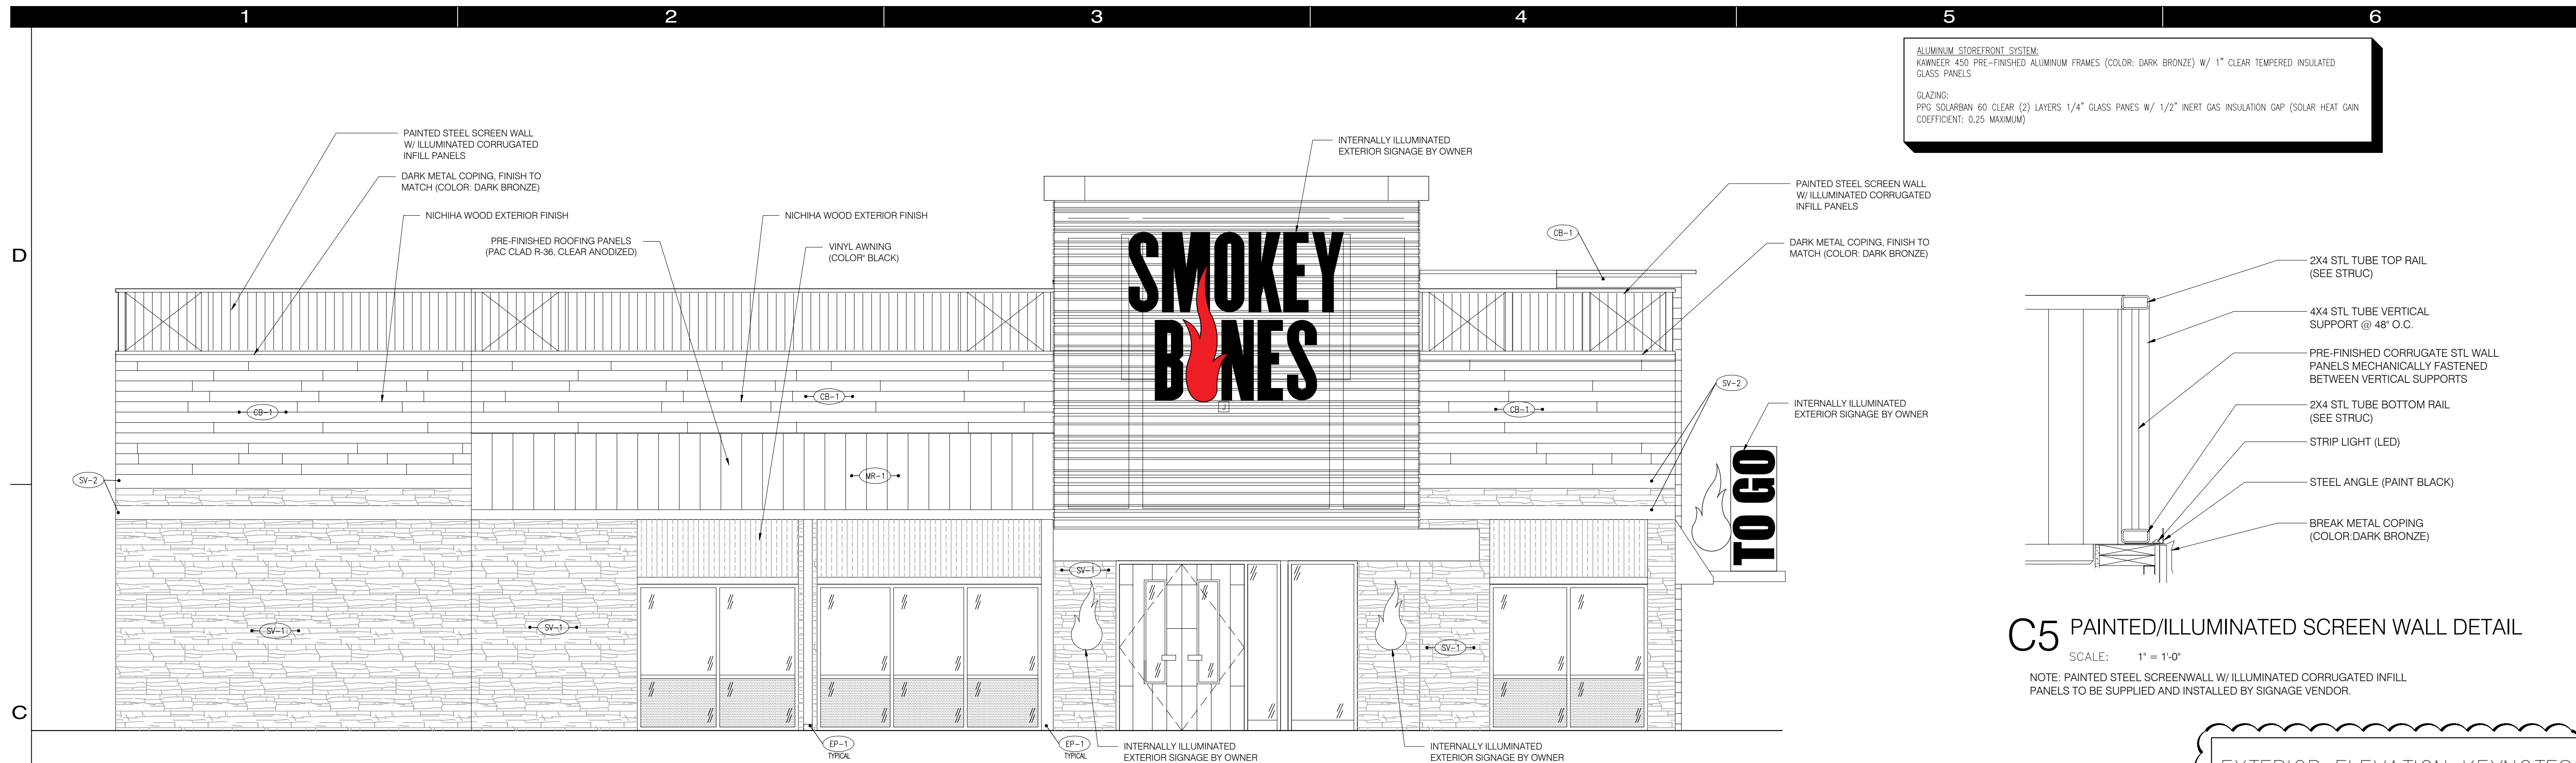 1 2 3 4 5 6
ALUMINUM STOREFRONT SYSTEM:
KAWNEER 450 PRE-FINISHED ALUMINUM FRAMES (COLOR: DARK BRONZE) W/ 1" CLEAR TEMPERED INSULATED
GLASS PANELS
GLAZING:
PPG SOLARBAN 60 CLEAR (2) LAYERS 1/4" GLASS PANES W/ 1/2" INERT GAS INSULATION GAP (SOLAR HEAT GAIN
COEFFICIENT: 0.25 MAXIMUM)
PAINTED STEEL SCREEN WALL
W/ ILLUMINATED CORRUGATED
INFILL PANELS
DARK METAL COPING, FINISH TO
MATCH (COLOR: DARK BRONZE)
NICHIHA WOOD EXTERIOR FINISH
PRE-FINISHED ROOFING PANELS
(PAC CLAD R-36, CLEAR ANODIZED)
NICHIHA WOOD EXTERIOR FINISH
VINYL AWNING
(COLOR" BLACK)
INTERNALLY ILLUMINATED
EXTERIOR SIGNAGE BY OWNER
PAINTED STEEL SCREEN WALL
W/ ILLUMINATED CORRUGATED
INFILL PANELS
CB-1
DARK METAL COPING, FINISH TO
MATCH (COLOR: DARK BRONZE)
D
SMOKEY
BONES
J
SV-2
CB-1
CB-1
CB-1
INTERNALLY ILLUMINATED
EXTERIOR SIGNAGE BY OWNER
SV-2
MR-1
TO GO
SV-1
SV-1
SV-1
SV-1
C
EP-1
TYPICAL
EP-1
TYPICAL
INTERNALLY ILLUMINATED
EXTERIOR SIGNAGE BY OWNER
INTERNALLY ILLUMINATED
EXTERIOR SIGNAGE BY OWNER
2X4 STL TUBE TOP RAIL
(SEE STRUC)
4X4 STL TUBE VERTICAL
SUPPORT @ 48" O.C.
PRE-FINISHED CORRUGATE STL WALL
PANELS MECHANICALLY FASTENED
BETWEEN VERTICAL SUPPORTS
2X4 STL TUBE BOTTOM RAIL
(SEE STRUC)
STRIP LIGHT (LED)
STEEL ANGLE (PAINT BLACK)
BREAK METAL COPING
(COLOR:DARK BRONZE)
C5 PAINTED/ILLUMINATED SCREEN WALL DETAIL
SCALE: 1" = 1'-0"
NOTE: PAINTED STEEL SCREENWALL W/ ILLUMINATED CORRUGATED INFILL
PANELS TO BE SUPPLIED AND INSTALLED BY SIGNAGE VENDOR.
EXTERIOR ELEVATION KEYNOTES